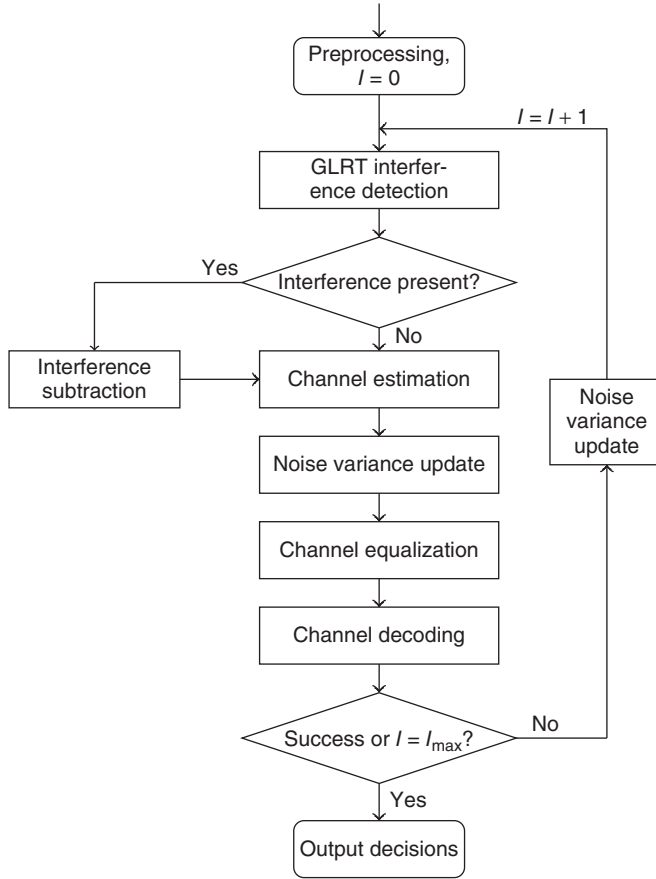 Preprocessing,
I = 0
I = I + 1
GLRT interfer-
ence detection
Yes
Interference present?
No
Interference
subtraction
Channel estimation
Noise
variance
update
Noise variance update
Channel equalization
Channel decoding
Success or I = Imax?
No
Yes
Output decisions